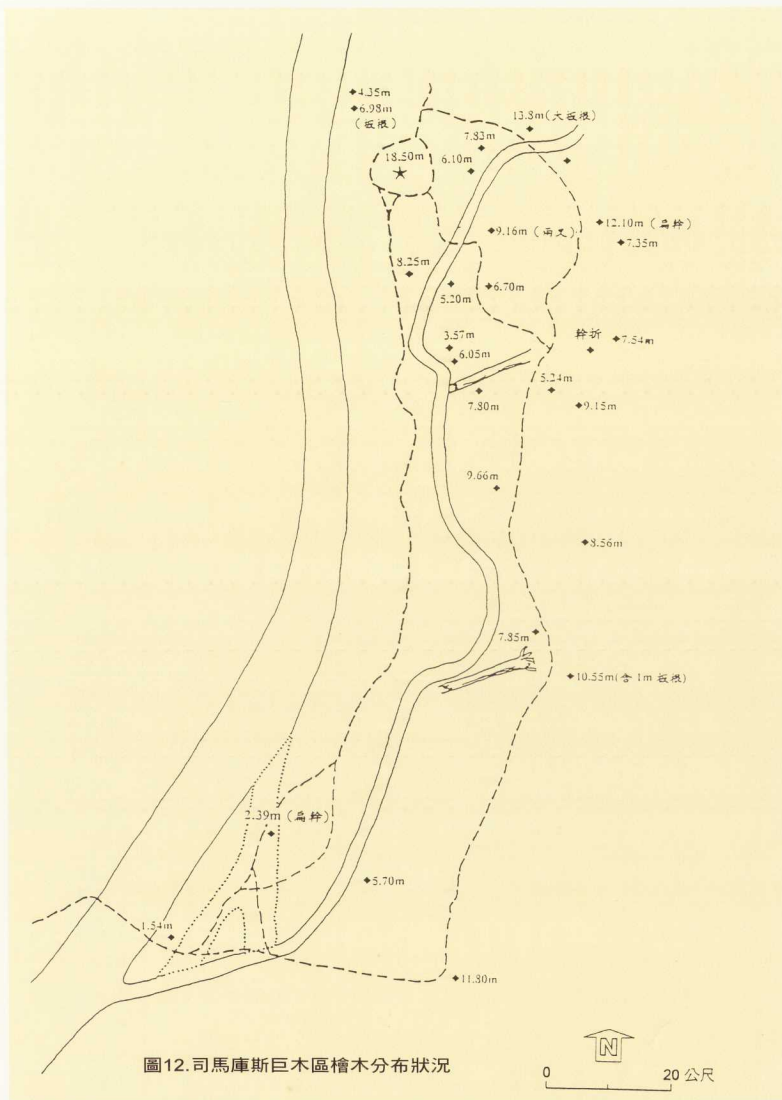 4.35m
6.98m
(板根)
13.8m(大板根)
7.83m
18.50m
6.10m
12.10m (扁幹)
9.16m (兩叉)
7.35m
8.25m
5.20m
6.70m
3.57m
幹折
7.54m
6.05m
5.24m
7.80m
9.15m
9.66m
8.56m
7.85m
10.55m(含1m板根)
2.39m (扁幹)
5.70m
1.54m
11.80m
N
圖12.司馬庫斯巨木區檜木分布狀況
0 20 公尺